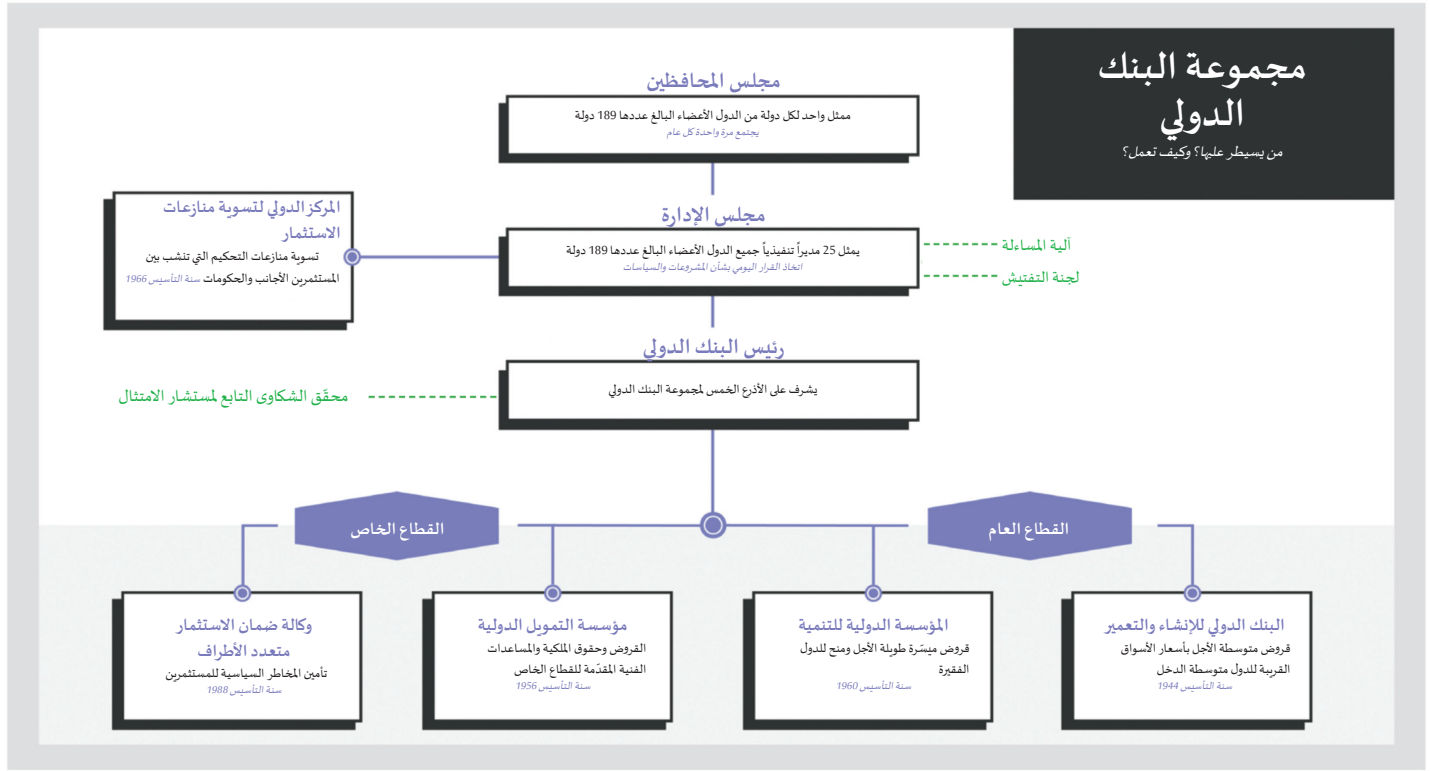 مجموعة البنك
الدولي
من يسيطر عليها؟ وكيف تعمل؟
مجلس المحافظين
ممثل واحد لكل دولة من الدول الأعضاء البالغ عددها 189 دولة
يجتمع مرة واحدة كل عام
مجلس الإدارة
يمثل 25 مديراً تنفيذياً جميع الدول الأعضاء البالغ عددها 189 دولة
اتخاذ القرار اليومي بشأن المشروعات والسياسات
آلية المساءلة
لجنة التفتيش
المركز الدولي لتسوية منازعات
الاستثمار
تسوية منازعات التحكيم التي تنشب بين
المستثمرين الأجانب والحكومات سنة التأسيس 1966
رئيس البنك الدولي
يشرف على الأذرع الخمس لمجموعة البنك الدولي
محقّق الشكاوى التابع لمستشار الامتثال
القطاع العام
القطاع الخاص
البنك الدولي للإنشاء والتعمير
قروض متوسطة الأجل بأسعار الأسواق
القريبة للدول متوسطة الدخل
سنة التأسيس 1944
المؤسسة الدولية للتنمية
قروض ميسّرة طويلة الأجل ومنح للدول
الفقيرة
سنة التأسيس 1960
مؤسسة التمويل الدولية
القروض وحقوق الملكية والمساعدات
الفنية المقدّمة للقطاع الخاص
سنة التأسيس 1956
وكالة ضمان الاستثمار
متعدد الأطراف
تأمين المخاطر السياسية للمستثمرين
سنة التأسيس 1988